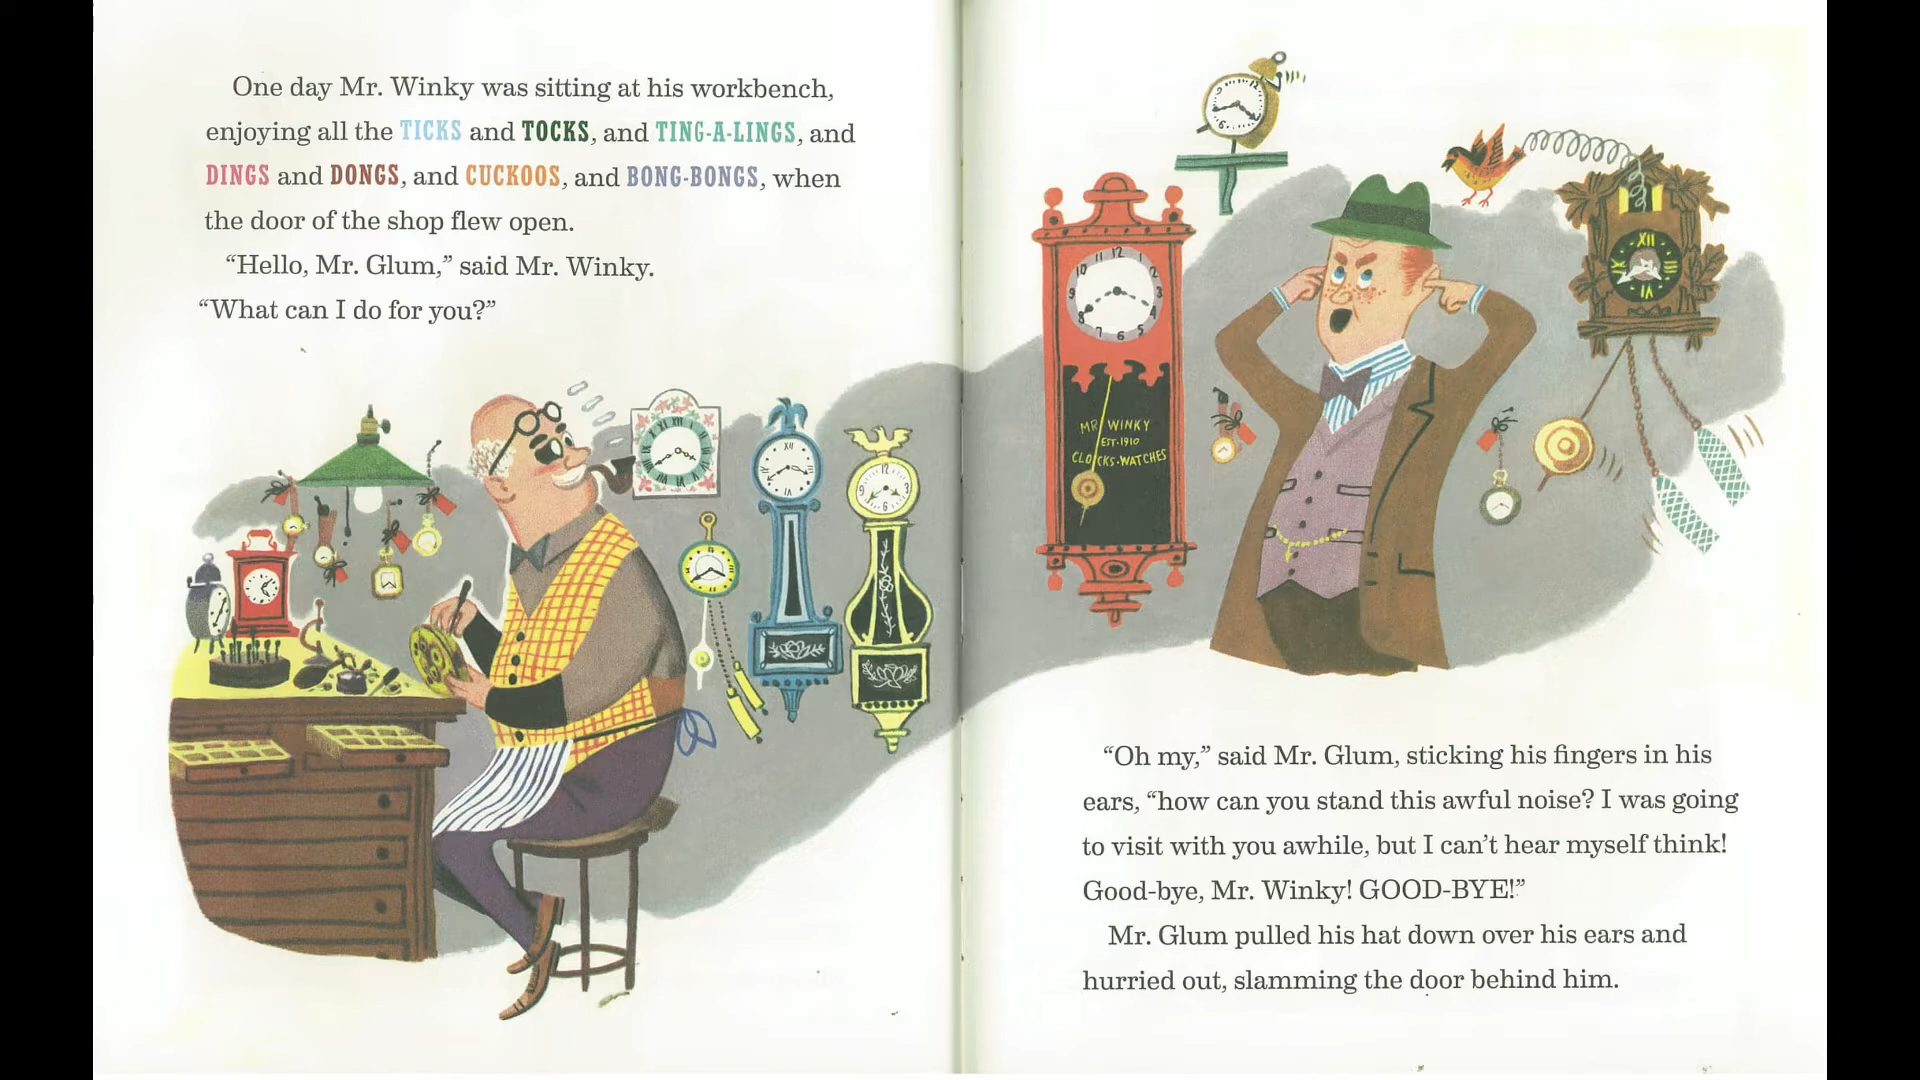 One day Mr. Winky was sitting at his workbench,
enjoying all the TICKS and TOCKS, and TING-A-LINGS, and
DINGS and DONGS, and CUCKOOS, and BONG-BONGS, when
the door of the shop flew open.
“Hello, Mr. Glum,” said Mr. Winky.
“What can I do for you?”
MR WINKY
EST·1910
CLOCKS·WATCHES
“Oh my,” said Mr. Glum, sticking his fingers in his
ears, “how can you stand this awful noise? I was going
to visit with you awhile, but I can’t hear myself think!
Good-bye, Mr. Winky! GOOD-BYE!”
Mr. Glum pulled his hat down over his ears and
hurried out, slamming the door behind him.